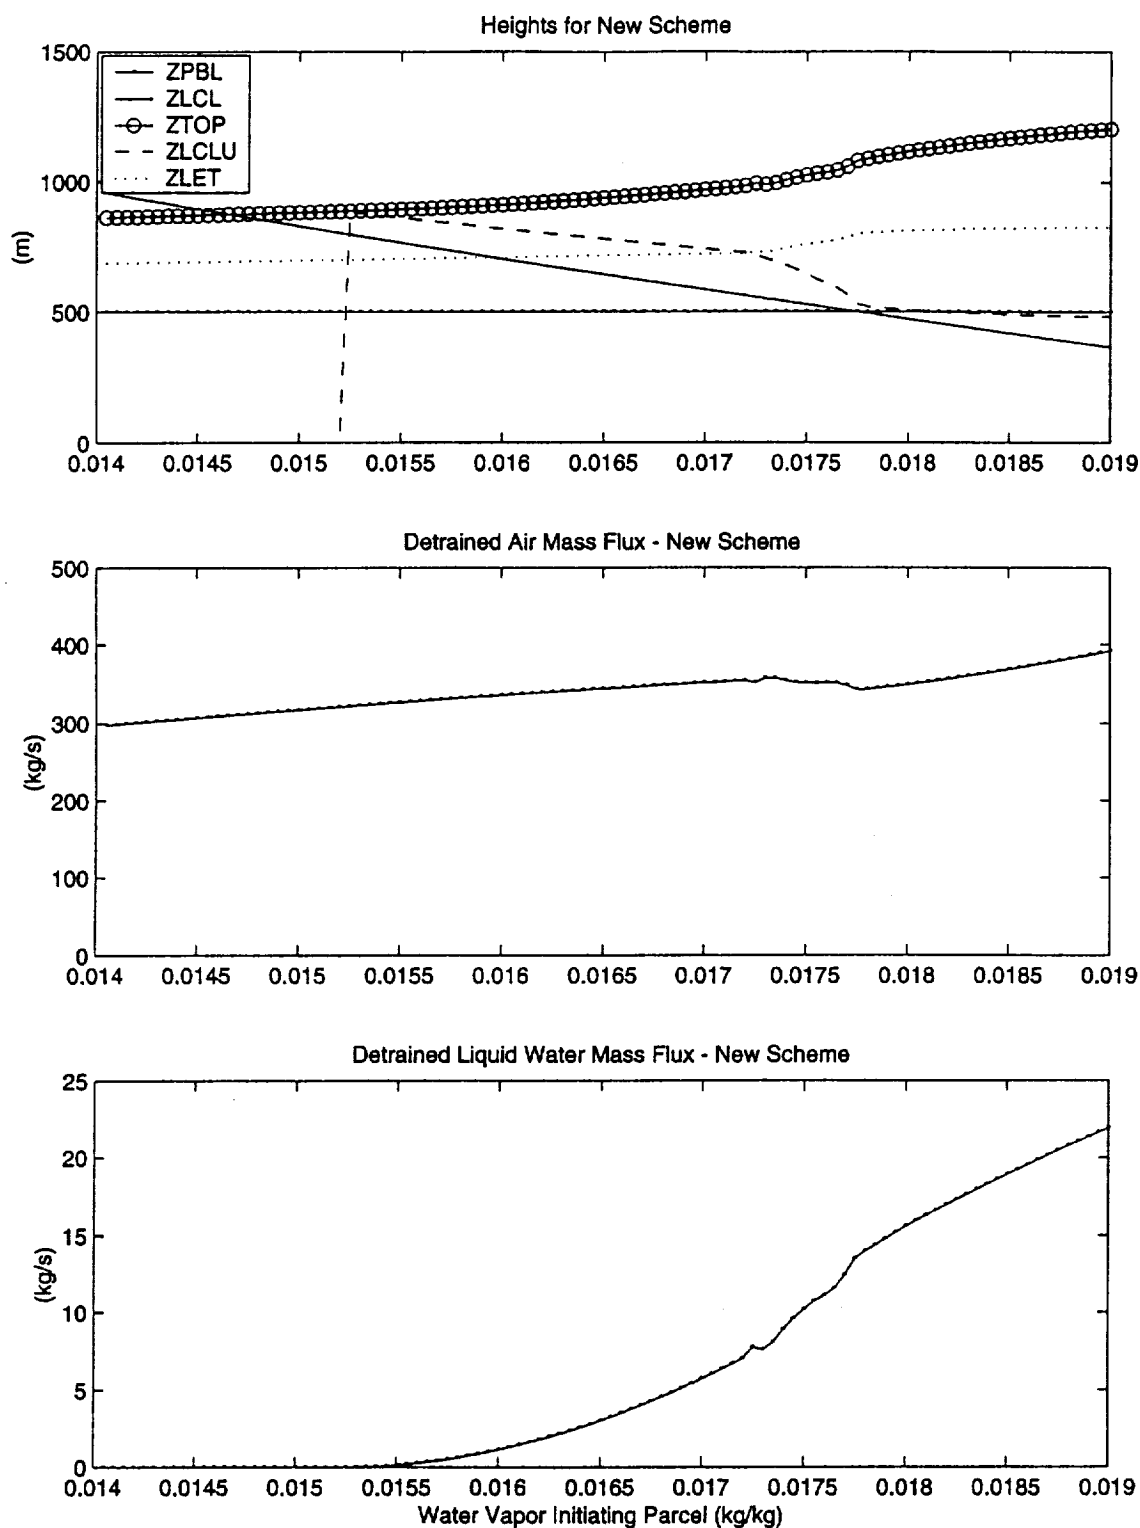 Heights for New Scheme
1500
1000
500
0
(m)
ZPBL
ZLCL
ZTOP
ZLCLU
ZLET
0.014 0.0145 0.015 0.0155 0.016 0.0165 0.017 0.0175 0.018 0.0185 0.019
Detrained Air Mass Flux - New Scheme
500
400
300
200
100
0
(kg/s)
0.014 0.0145 0.015 0.0155 0.016 0.0165 0.017 0.0175 0.018 0.0185 0.019
Detrained Liquid Water Mass Flux - New Scheme
25
20
15
10
5
0
(kg/s)
0.014 0.0145 0.015 0.0155 0.016 0.0165 0.017 0.0175 0.018 0.0185 0.019
Water Vapor Initiating Parcel (kg/kg)